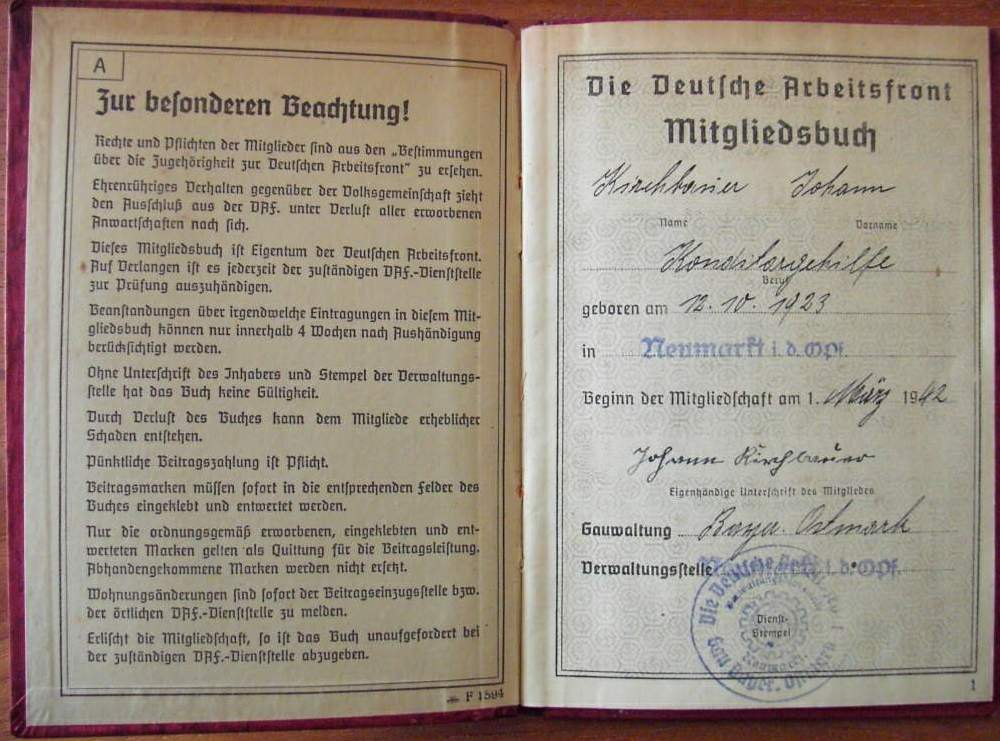 A
Zur besonderen Beachtung!
Rechte und Pflichten der Mitglieder sind aus den „Bestimmungen
über die Zugehörigkeit zur Deutschen Arbeitsfront" zu ersehen.
Ehrenrühriges Verhalten gegenüber der Volksgemeinschaft zieht
den Ausschluß aus der DAF. unter Verlust aller erworbenen
Anwartschaften nach sich.
Dieses Mitgliedsbuch ist Eigentum der Deutschen Arbeitsfront.
Auf Verlangen ist es jederzeit der zuständigen DAF.-Dienststelle
zur Prüfung auszuhändigen.
Beanstandungen über irgendwelche Eintragungen in diesem Mit-
gliedsbuch können nur innerhalb 4 Wochen nach Aushändigung
berücksichtigt werden.
Ohne Unterschrift des Inhabers und Stempel der Verwaltungs-
stelle hat das Buch keine Gültigkeit.
Durch Verlust des Buches kann dem Mitgliede erheblicher
Schaden entstehen.
Pünktliche Beitragszahlung ist Pflicht.
Beitragsmarken müssen sofort in die entsprechenden Felder des
Buches eingeklebt und entwertet werden.
Nur die ordnungsgemäß erworbenen, eingeklebten und ent-
werteten Marken gelten als Quittung für die Beitragsleistung.
Abhandengekommene Marken werden nicht ersetzt.
Wohnungsänderungen sind sofort der Beitragseinzugsstelle bzw.
der örtlichen DAF.-Dienststelle zu melden.
Erlischt die Mitgliedschaft, so ist das Buch unaufgefordert bei
der zuständigen DAF.-Dienststelle abzugeben.
F 1594
Die Deutsche Arbeitsfront
Mitgliedsbuch
Kirchbauer Johann
Name Vorname
Konditorgehilfe
Beruf
geboren am 12. 10. 1923
in Neumarkt i. d. Opf.
Beginn der Mitgliedschaft am 1. März 1942
Johann Kirchbauer
Eigenhändige Unterschrift des Mitgliedes
Gauwaltung Bayer. Ostmark
Verwaltungsstelle i. d. Opf.
Die Deutsche Arbeitsfront
Dienst-
Stempel
Neumarkt
Gau Bayer. Ostmark
1